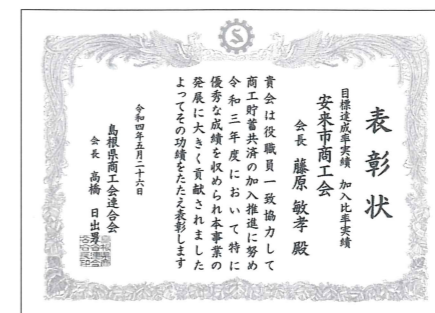 表彰状
目標達成率実績 加入比率実績
安来市商工会
会長 藤原 敏孝 殿
貴会は役職員一致協力して
商工貯蓄共済の加入推進に努め
令和三年度において特に
優秀な成績を収められ本事業の
発展に大きく貢献されました
よってその功績をたたえ表彰します
令和四年五月二十六日
島根県商工会連合会
会長 高橋 日出男